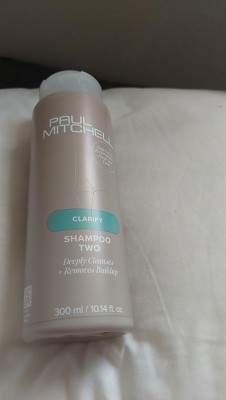 PAUL
MITCHELL
CLARIFY
SHAMPOO
TWO
Deeply Cleanses
+ Removes Buildup
300 ml / 10.14 fl. oz.